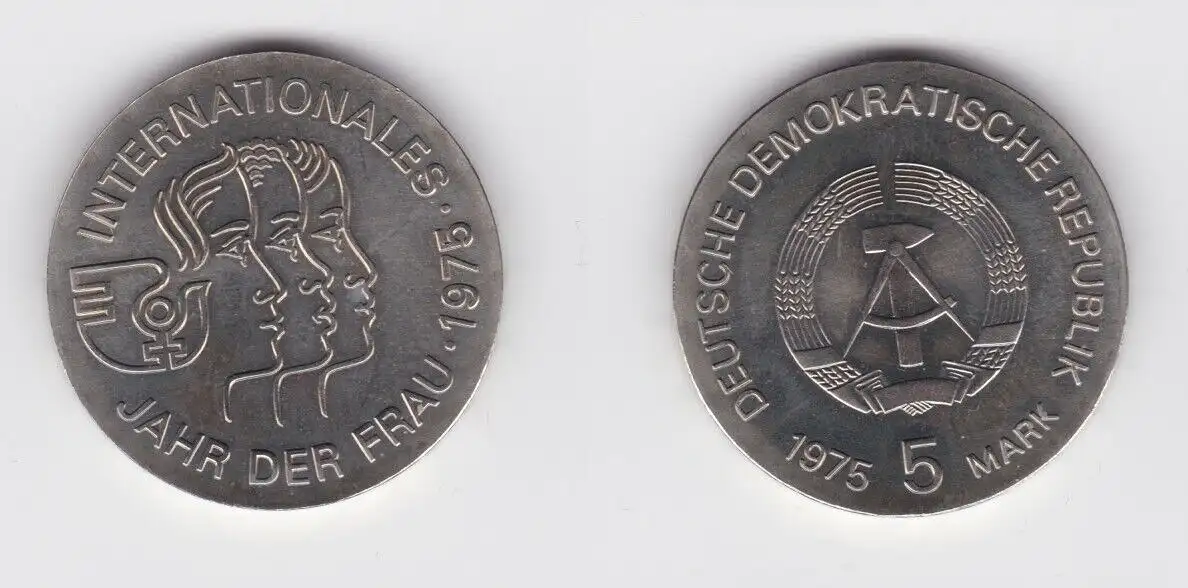 INTERNATIONALES · 1975 ·
JAHR DER FRAU
DEUTSCHE DEMOKRATISCHE REPUBLIK
1975 5 MARK